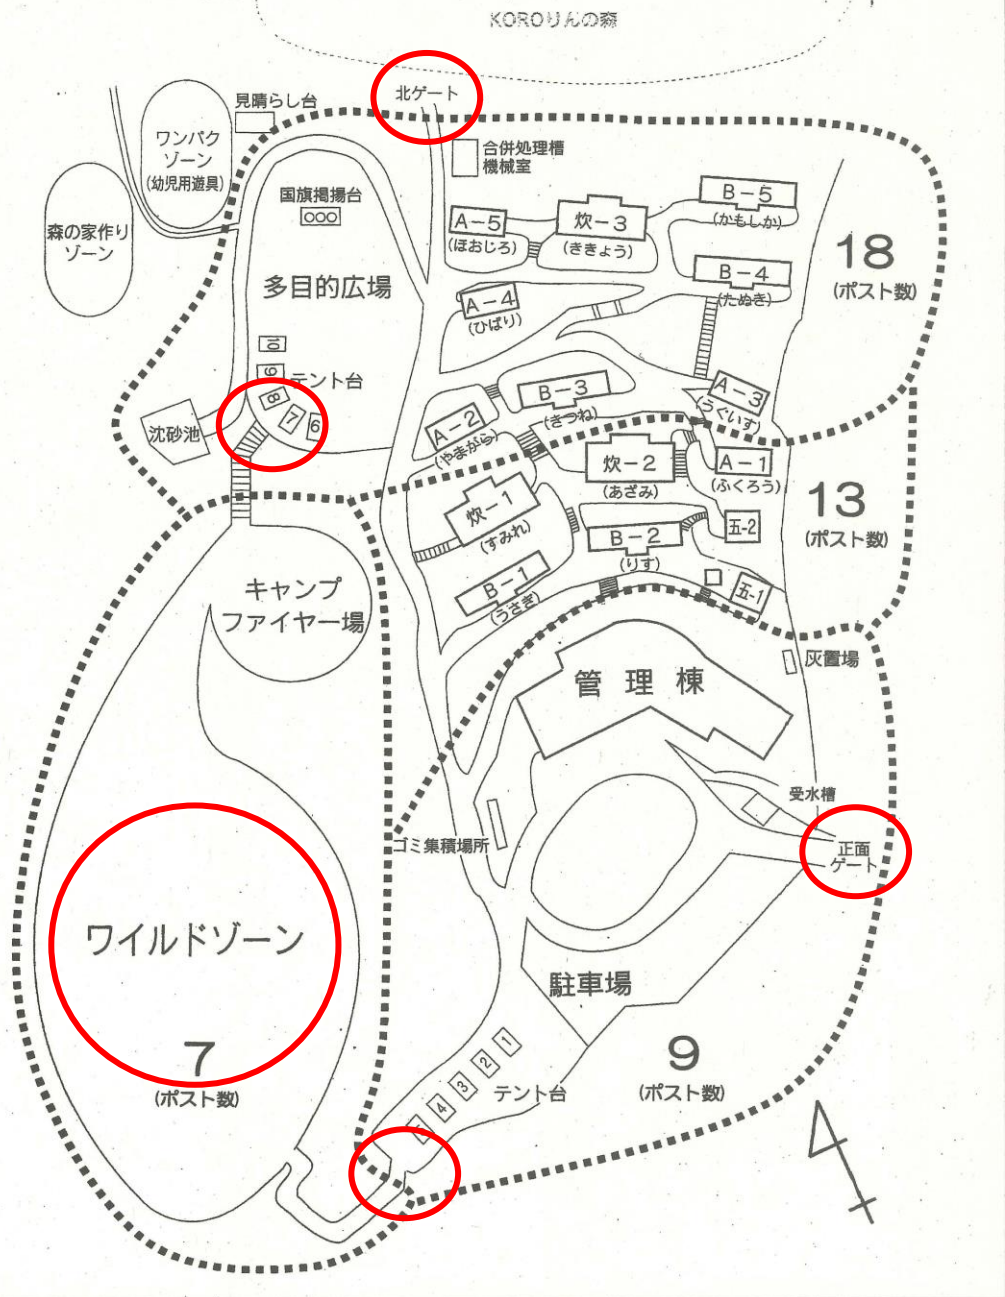 KOROりんの森
北ゲート
見晴らし台
ワンパク
ゾーン
(幼児用遊具)
合併処理槽
機械室
国旗掲揚台
森の家作り
ゾーン
A-5
(ほおじろ)
炊-3
(ききょう)
B-5
(かもしか)
18
(ポスト数)
多目的広場
A-4
(ひばり)
B-4
(たぬき)
10
9
8
7
6
テント台
B-3
(きつね)
A-3
(うぐいす)
沈砂池
A-2
(やまがら)
炊-2
(あざみ)
A-1
(ふくろう)
13
(ポスト数)
炊-1
(すみれ)
B-2
(りす)
五-2
キャンプ
ファイヤー場
B-1
(うさぎ)
五-1
灰置場
管理棟
受水槽
ゴミ集積場所
正面
ゲート
ワイルドゾーン
駐車場
7
(ポスト数)
1
2
3
4
テント台
9
(ポスト数)